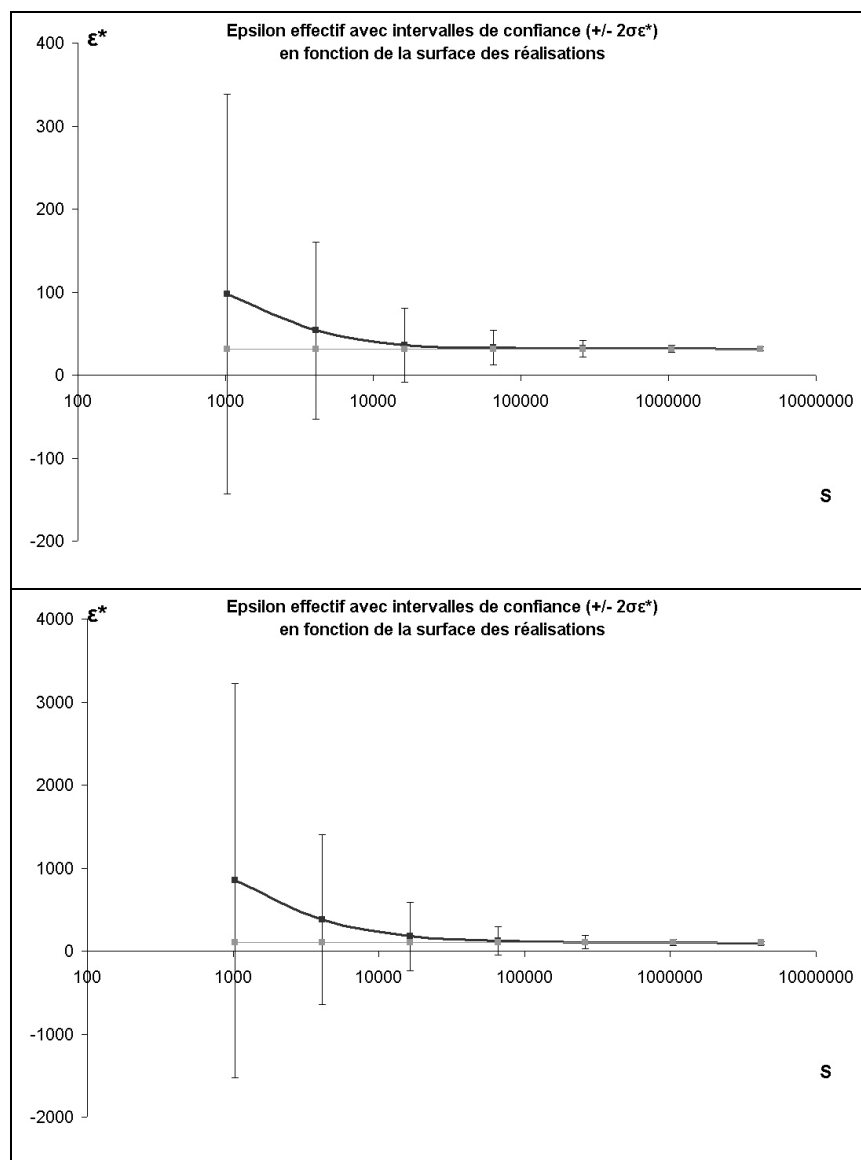 Epsilon effectif avec intervalles de confiance (+/- 2σε*)
en fonction de la surface des réalisations
ε*
400
300
200
100
0
-100
-200
100 1000 10000 100000 1000000 10000000
S
Epsilon effectif avec intervalles de confiance (+/- 2σε*)
en fonction de la surface des réalisations
ε*
4000
3000
2000
1000
0
-1000
-2000
100 1000 10000 100000 1000000 10000000
S